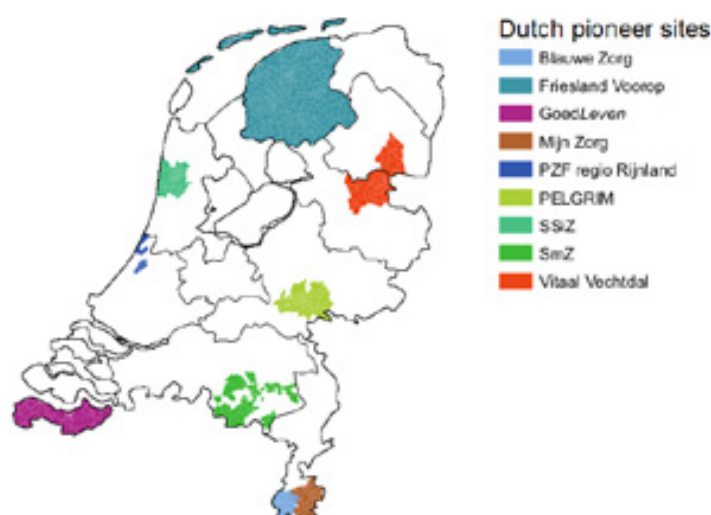 Dutch pioneer sites
Blauwe Zorg
Friesland Voorop
GoedLeven
Mijn Zorg
PZF regio Rijnland
PELGRIM
SSiZ
SmZ
Vitaal Vechtdal